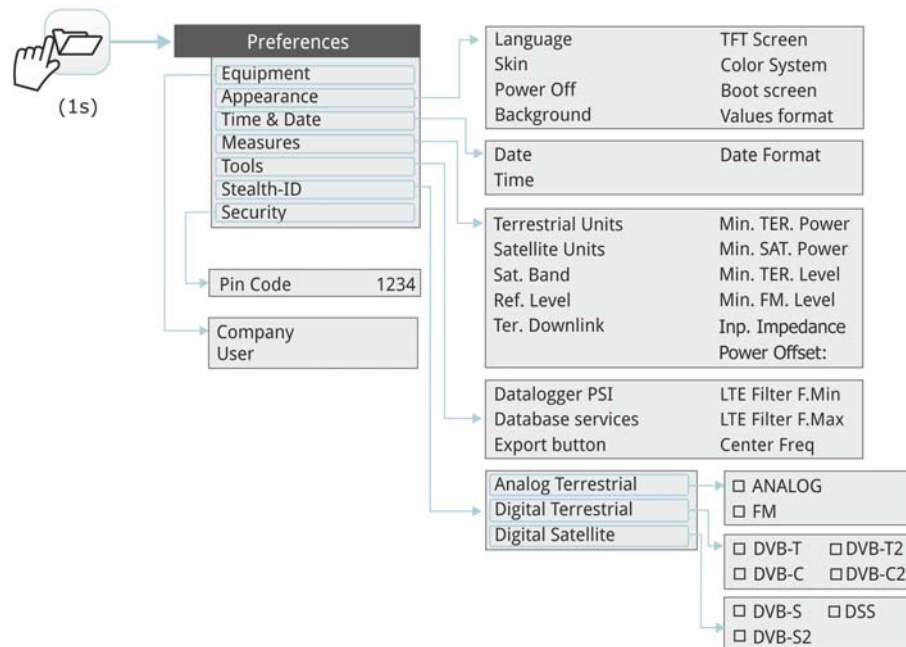 (1s)
Preferences
Equipment
Appearance
Time & Date
Measures
Tools
Stealth-ID
Security
Pin Code 1234
Company
User
Language TFT Screen
Skin Color System
Power Off Boot screen
Background Values format
Date Date Format
Time
Terrestrial Units Min. TER. Power
Satellite Units Min. SAT. Power
Sat. Band Min. TER. Level
Ref. Level Min. FM. Level
Ter. Downlink Inp. Impedance
Power Offset:
Datalogger PSI LTE Filter F.Min
Database services LTE Filter F.Max
Export button Center Freq
Analog Terrestrial
Digital Terrestrial
Digital Satellite
ANALOG
FM
DVB-T DVB-T2
DVB-C DVB-C2
DVB-S DSS
DVB-S2